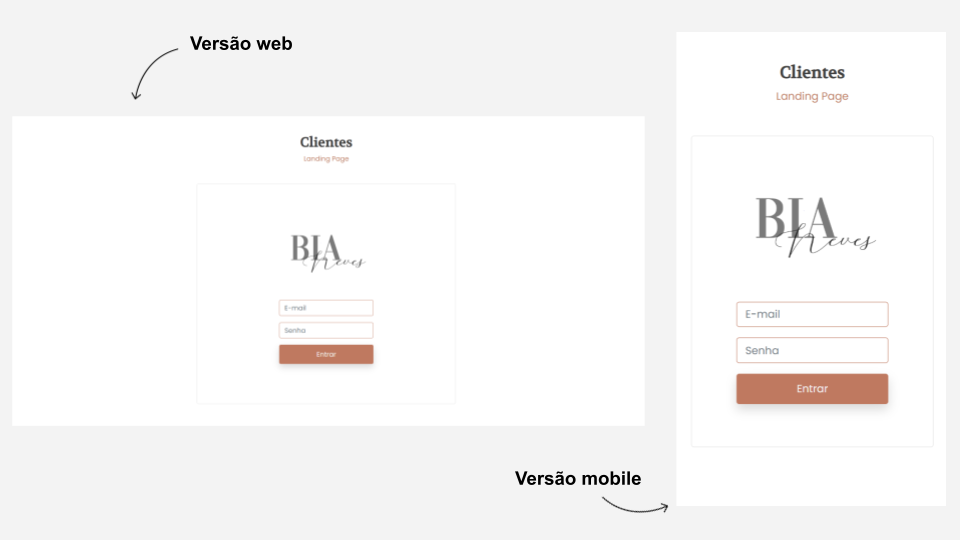 Versão web
Clientes
Landing Page
BIA
Neves
E-mail
Senha
Entrar
Clientes
Landing Page
BIA
Neves
E-mail
Senha
Entrar
Versão mobile